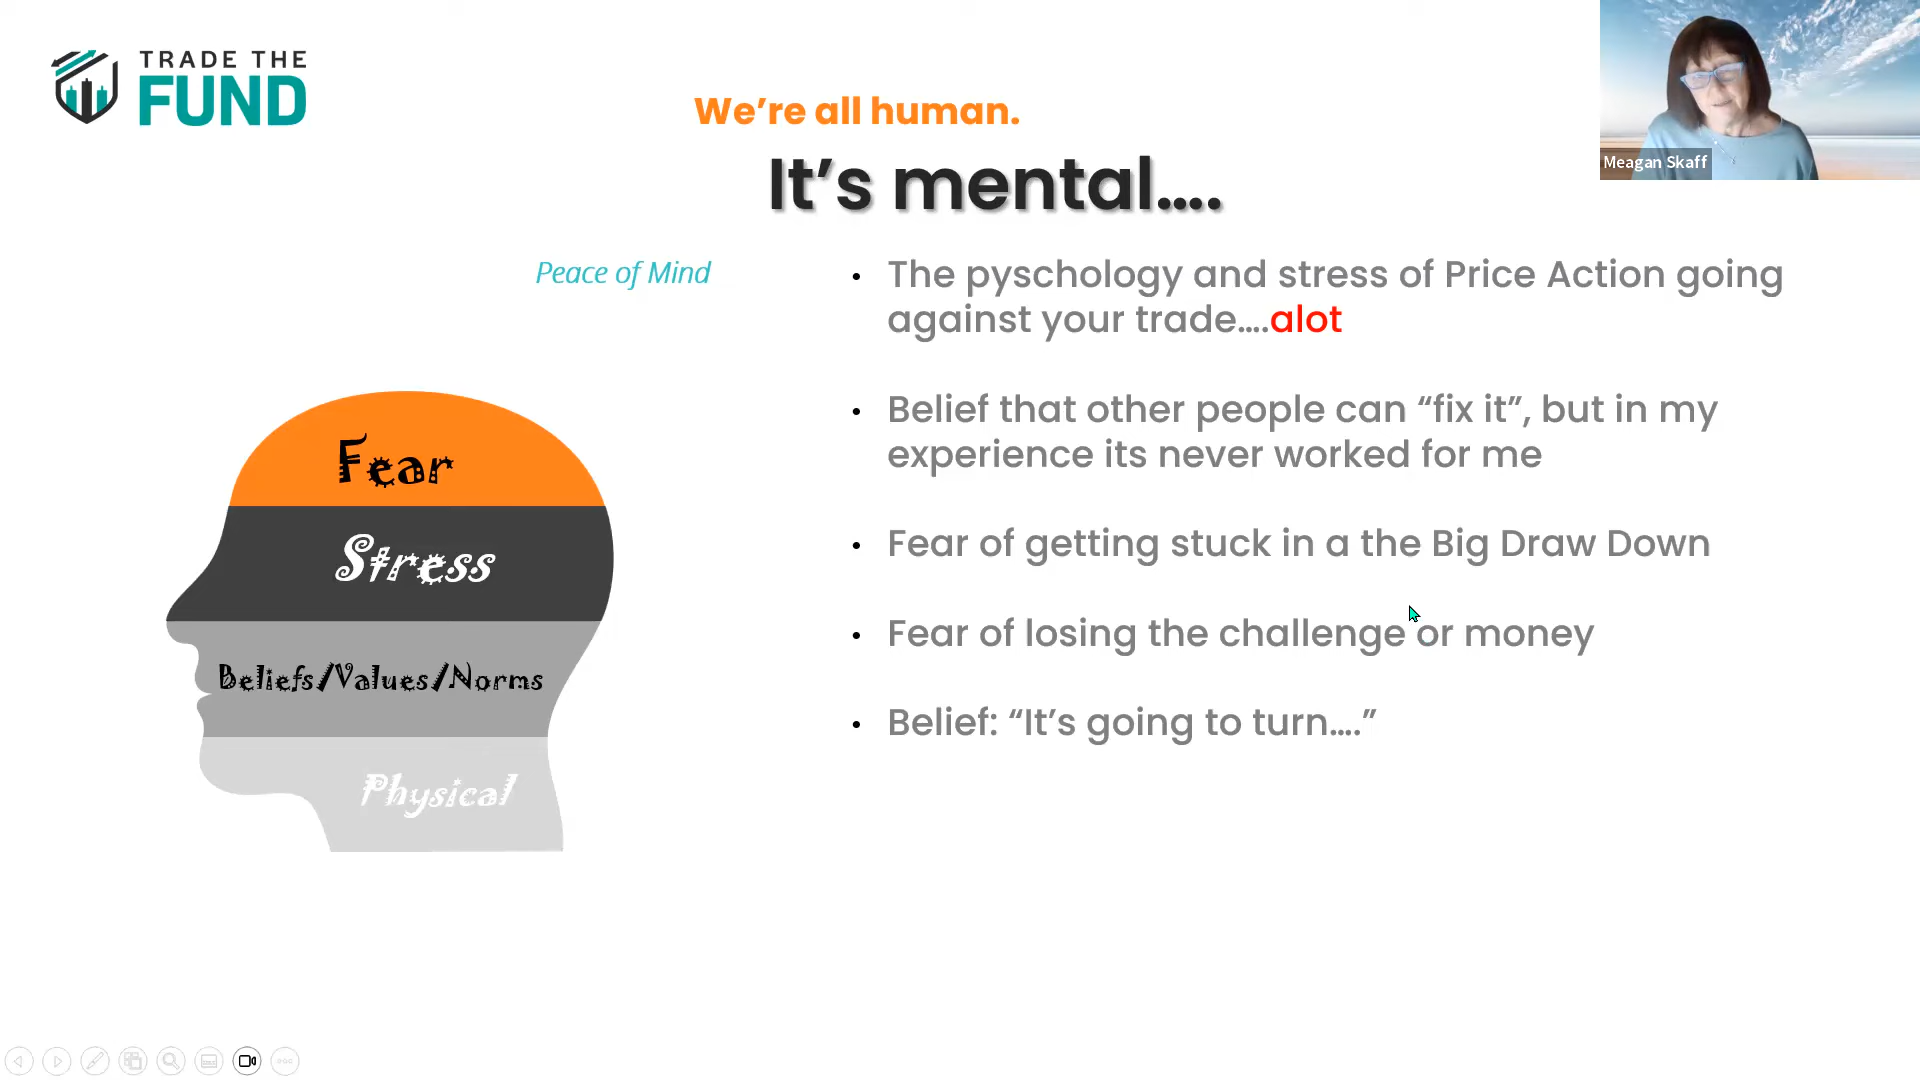 TRADE THE
FUND
We’re all human.
It’s mental....
Meagan Skaff
Peace of Mind
• The pyschology and stress of Price Action going
against your trade....alot
• Belief that other people can “fix it”, but in my
experience its never worked for me
• Fear of getting stuck in a the Big Draw Down
• Fear of losing the challenge or money
• Belief: “It’s going to turn....”
Fear
Stress
Beliefs/Values/Norms
Physical